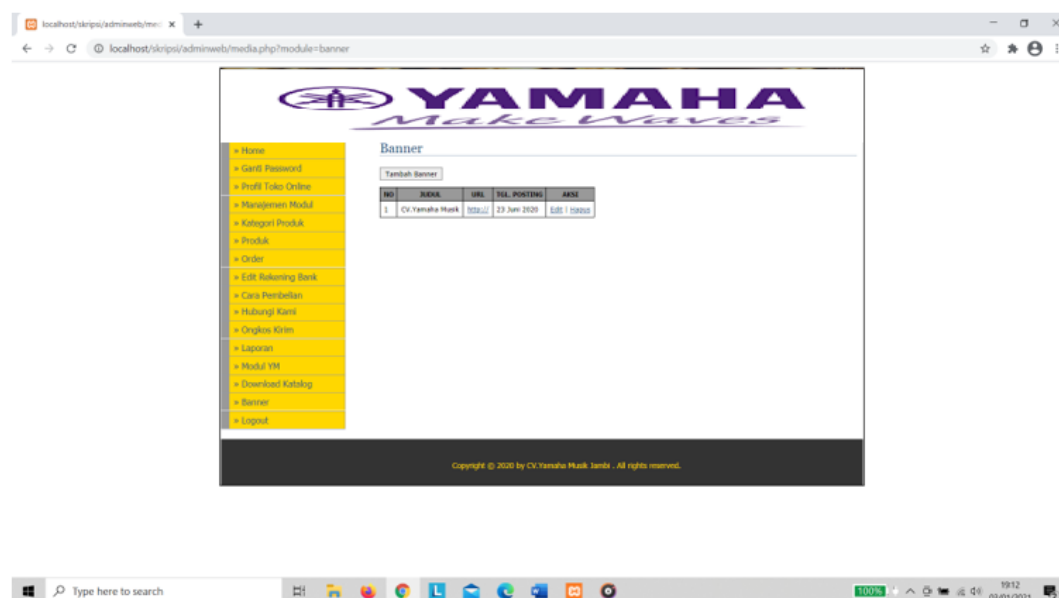 localhost/skripsi/adminweb/med
localhost/skripsi/adminweb/media.php?module=banner
YAMAHA
Make Waves
» Home
» Ganti Password
» Profil Toko Online
» Manajemen Modul
» Kategori Produk
» Produk
» Order
» Edit Rekening Bank
» Cara Pembelian
» Hubungi Kami
» Ongkos Kirim
» Laporan
» Modul YM
» Download Katalog
» Banner
» Logout
Banner
Tambah Banner
NO JUDUL URL TGL. POSTING AKSI
1 CV.Yamaha Musik http:// 23 Juni 2020 Edit | Hapus
Copyright © 2020 by CV.Yamaha Musik Jambi . All rights reserved.
Type here to search
100%
19:12
03/01/2021